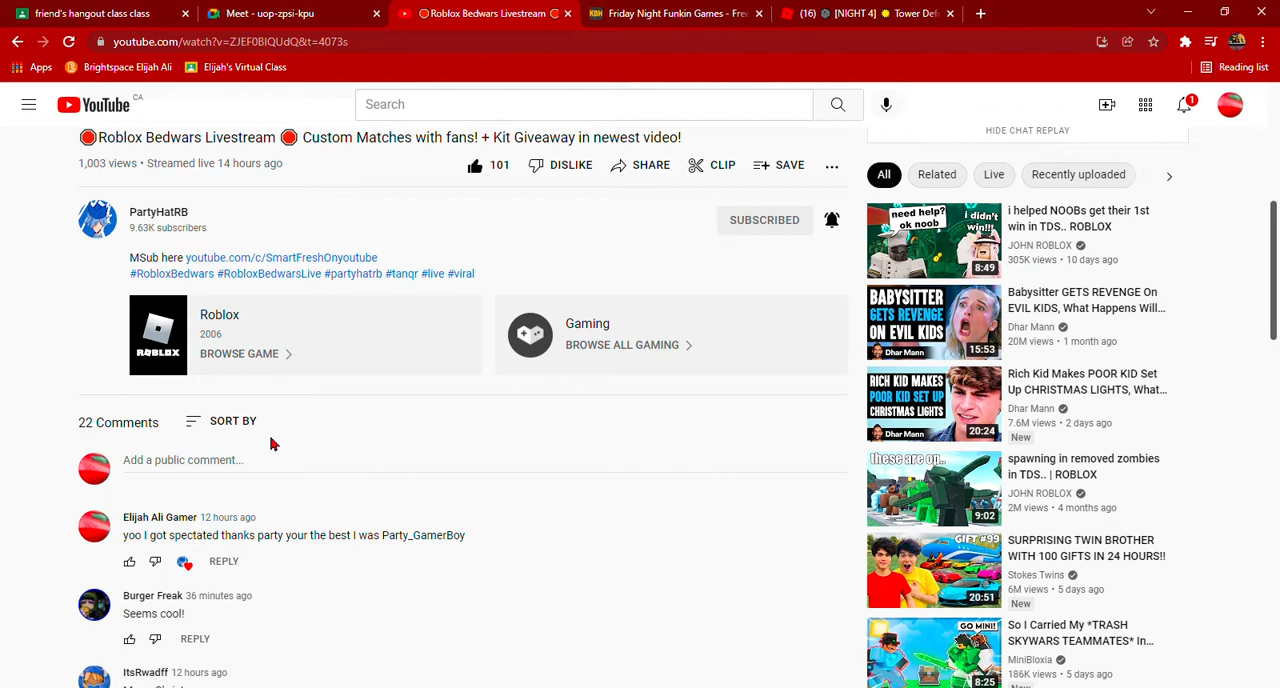 friend's hangout class class
Meet - uop-zpsi-kpu
Roblox Bedwars Livestream
KBH
Friday Night Funkin Games - Free
(16) [NIGHT 4] Tower Def
youtube.com/watch?v=ZJEF0BIQUdQ&t=4073s
Apps
Brightspace Elijah Ali
Elijah's Virtual Class
Reading list
YouTube CA
Search
1
Roblox Bedwars Livestream Custom Matches with fans! + Kit Giveaway in newest video!
1,003 views • Streamed live 14 hours ago
101
DISLIKE
SHARE
CLIP
SAVE
PartyHatRB
9.63K subscribers
SUBSCRIBED
MSub here youtube.com/c/SmartFreshOnyoutube
#RobloxBedwars #RobloxBedwarsLive #partyhatrb #tanqr #live #viral
ROBLOX
Roblox
2006
BROWSE GAME
Gaming
BROWSE ALL GAMING
22 Comments
SORT BY
Add a public comment...
Elijah Ali Gamer 12 hours ago
yoo I got spectated thanks party your the best I was Party_GamerBoy
REPLY
Burger Freak 36 minutes ago
Seems cool!
REPLY
ItsRwadff 12 hours ago
HIDE CHAT REPLAY
All
Related
Live
Recently uploaded
need help?
ok noob
i didn't
win!!!
8:49
i helped NOOBs get their 1st
win in TDS.. ROBLOX
JOHN ROBLOX
305K views • 10 days ago
BABYSITTER
GETS REVENGE
ON EVIL KIDS
Dhar Mann
15:53
Babysitter GETS REVENGE On
EVIL KIDS, What Happens Will...
Dhar Mann
20M views • 1 month ago
RICH KID MAKES
POOR KID SET UP
CHRISTMAS LIGHTS
Dhar Mann
20:24
Rich Kid Makes POOR KID Set
Up CHRISTMAS LIGHTS, What...
Dhar Mann
7.6M views • 2 days ago
New
these are op..
9:02
spawning in removed zombies
in TDS.. | ROBLOX
JOHN ROBLOX
2M views • 4 months ago
GIFT #99
20:51
SURPRISING TWIN BROTHER
WITH 100 GIFTS IN 24 HOURS!!
Stokes Twins
6M views • 5 days ago
New
GO MINI!
8:25
So I Carried My *TRASH
SKYWARS TEAMMATES* In...
MiniBloxia
186K views • 5 days ago